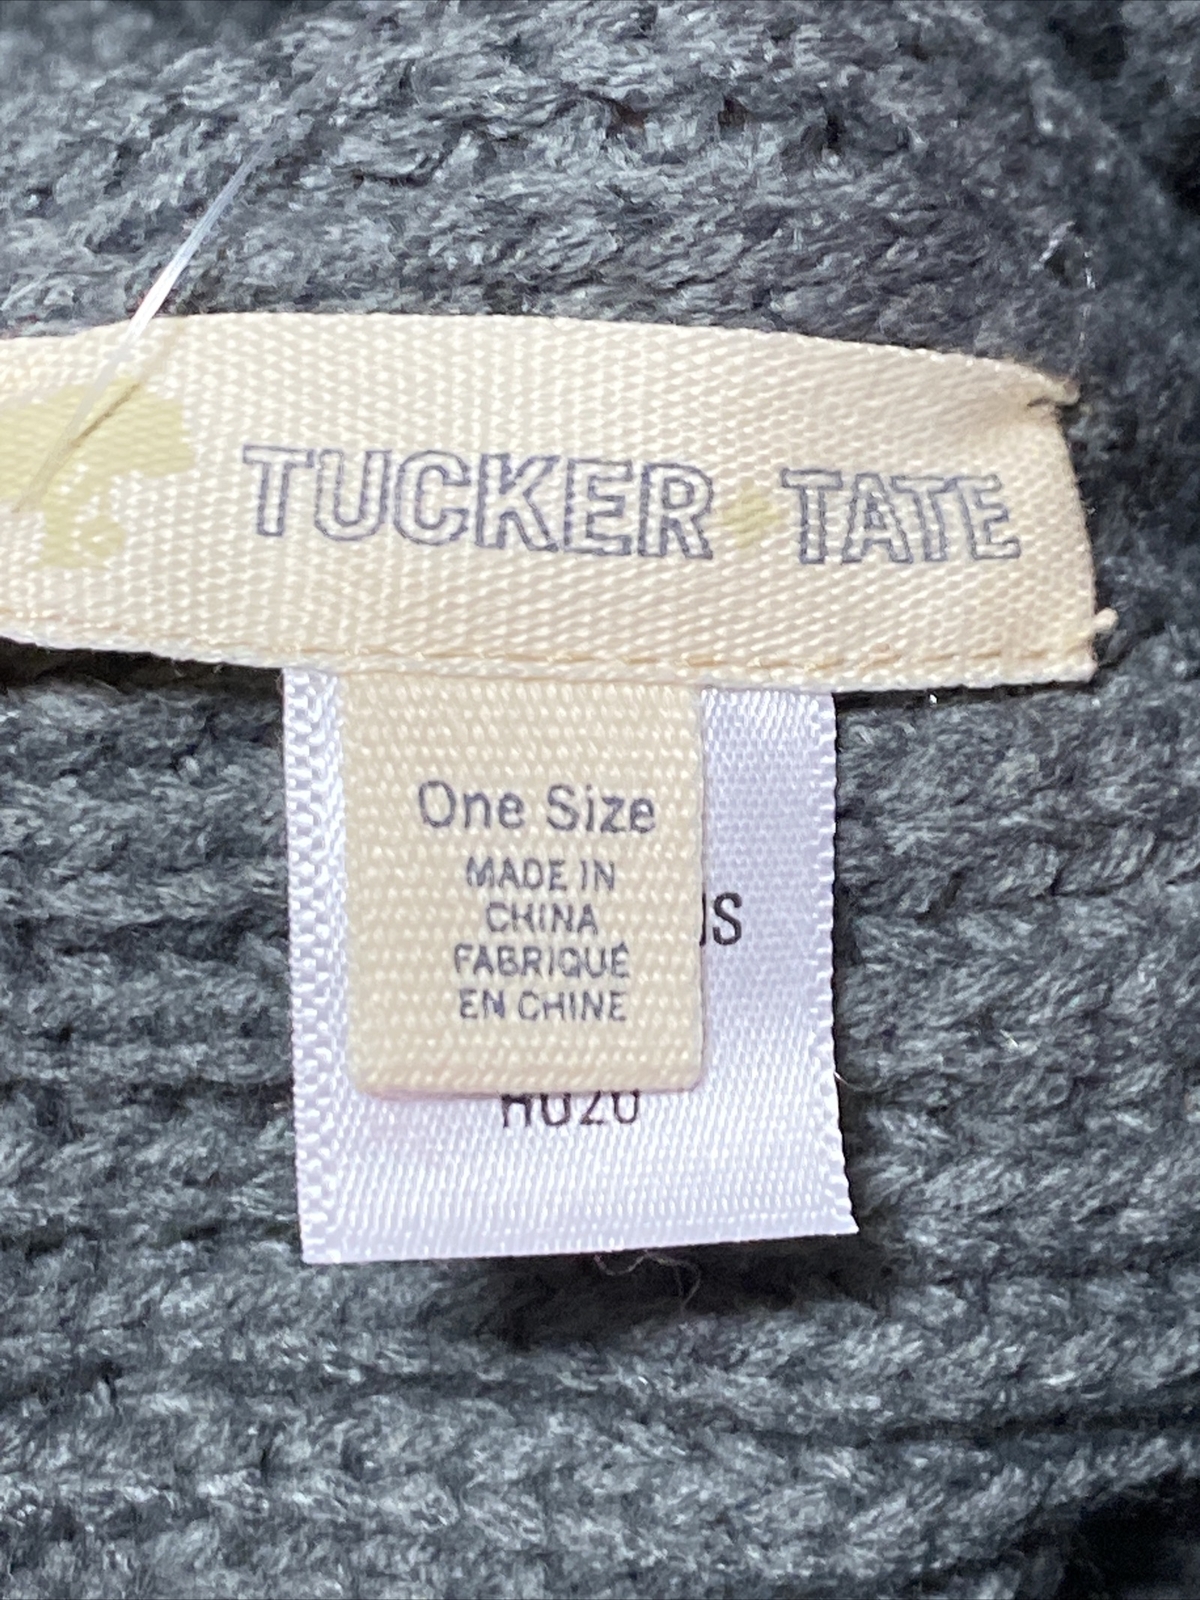 TUCKER TATE
One Size
MADE IN
CHINA
FABRIQUÉ
EN CHINE